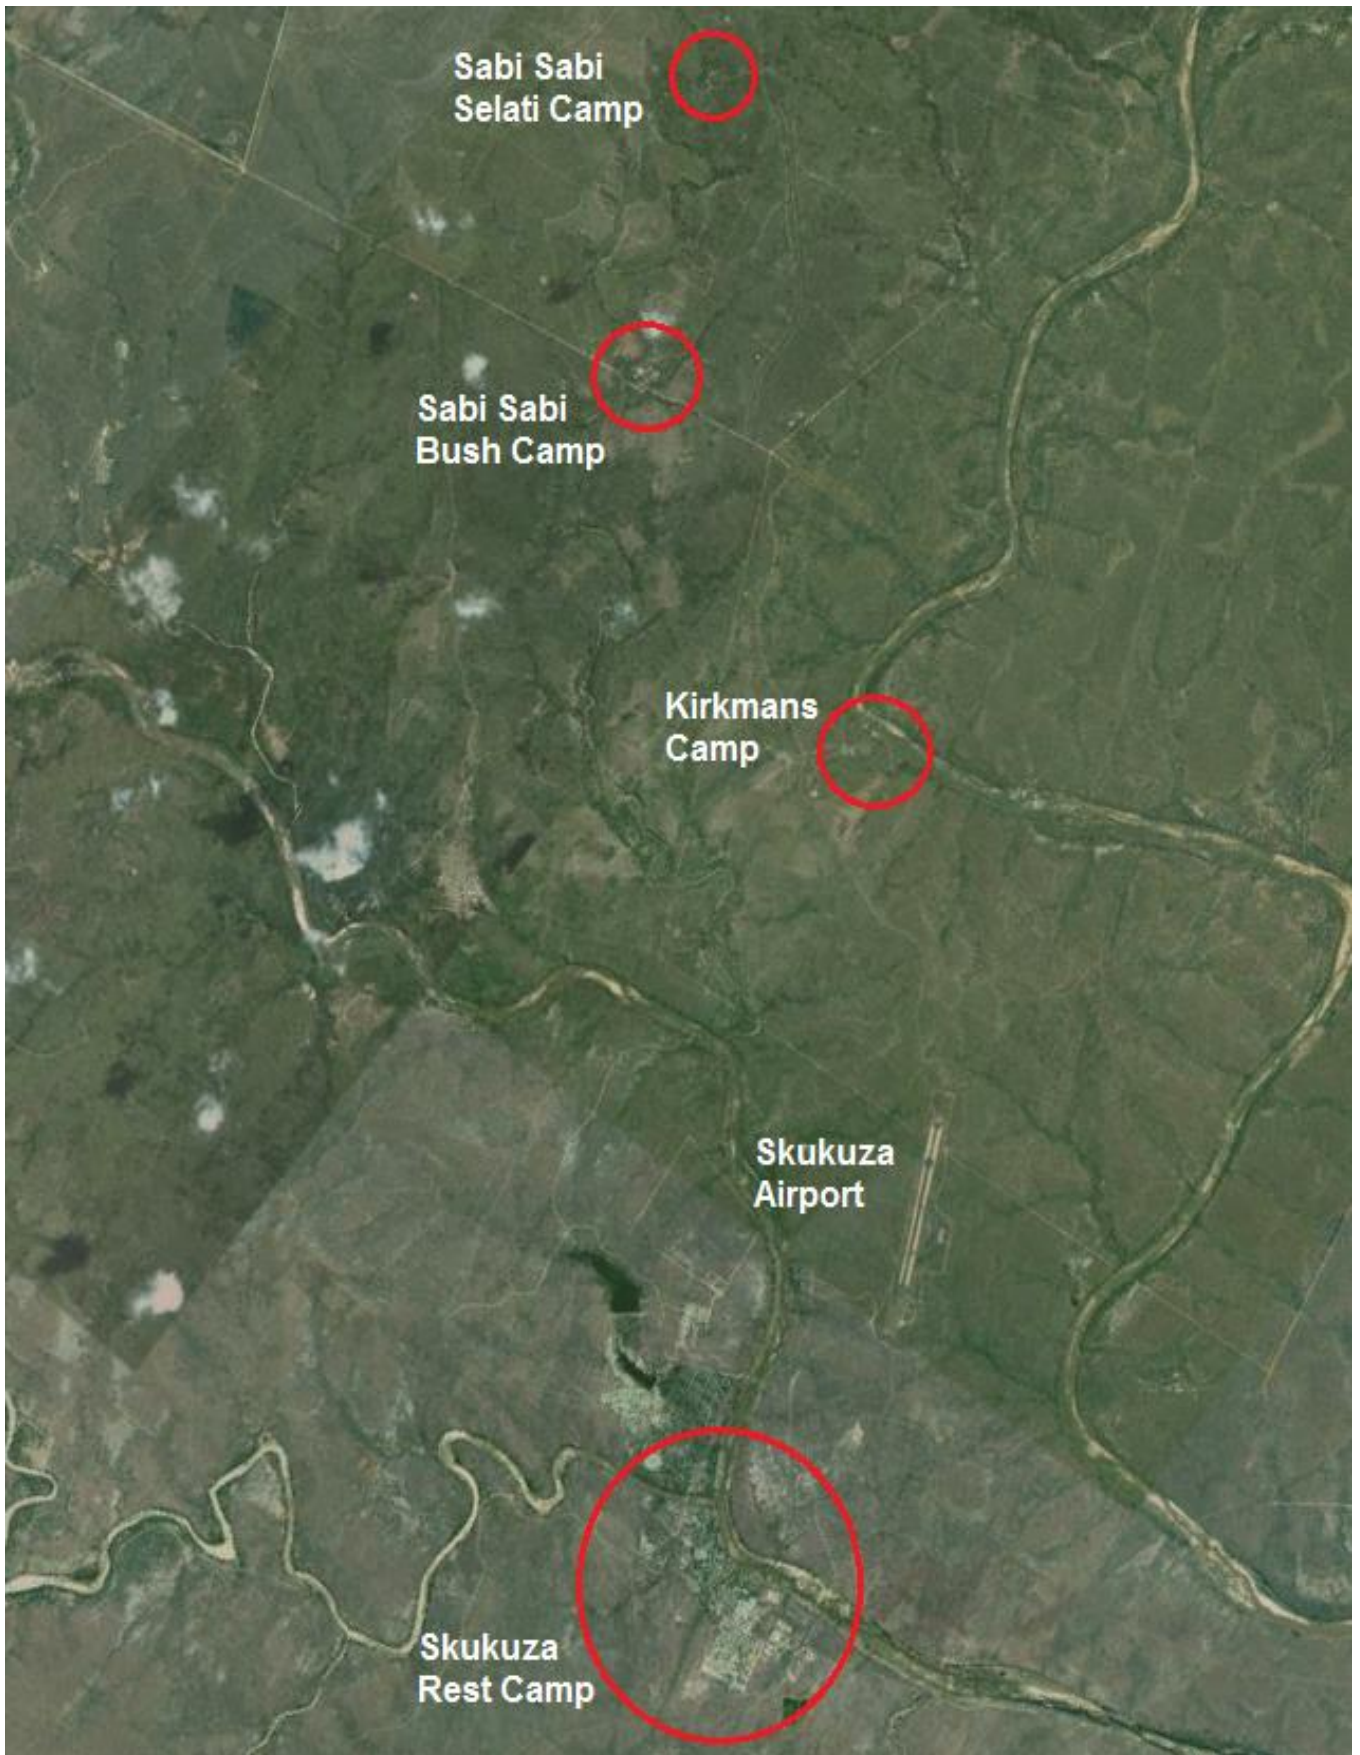 Sabi Sabi
Selati Camp
Sabi Sabi
Bush Camp
Kirkmans
Camp
Skukuza
Airport
Skukuza
Rest Camp